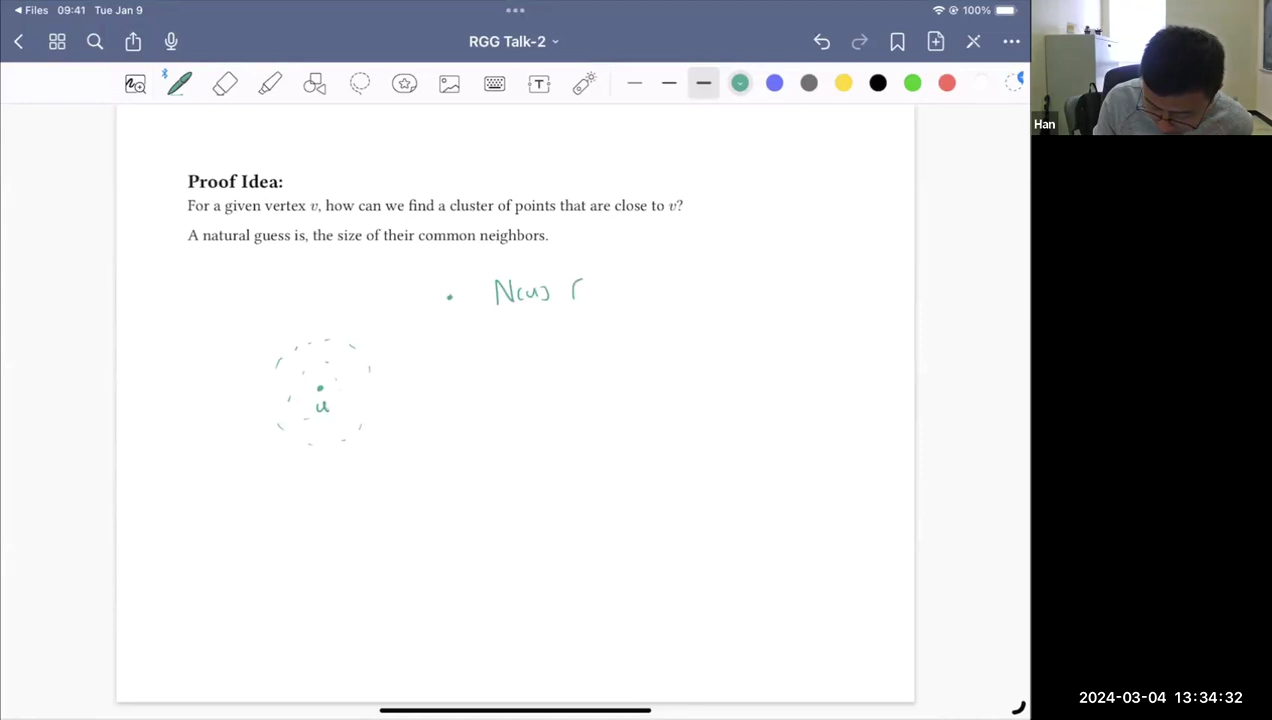 Files 09:41 Tue Jan 9 100%
RGG Talk-2
Han
Proof Idea:
For a given vertex v, how can we find a cluster of points that are close to v?
A natural guess is, the size of their common neighbors.
N(u)
u
2024-03-04 13:34:32